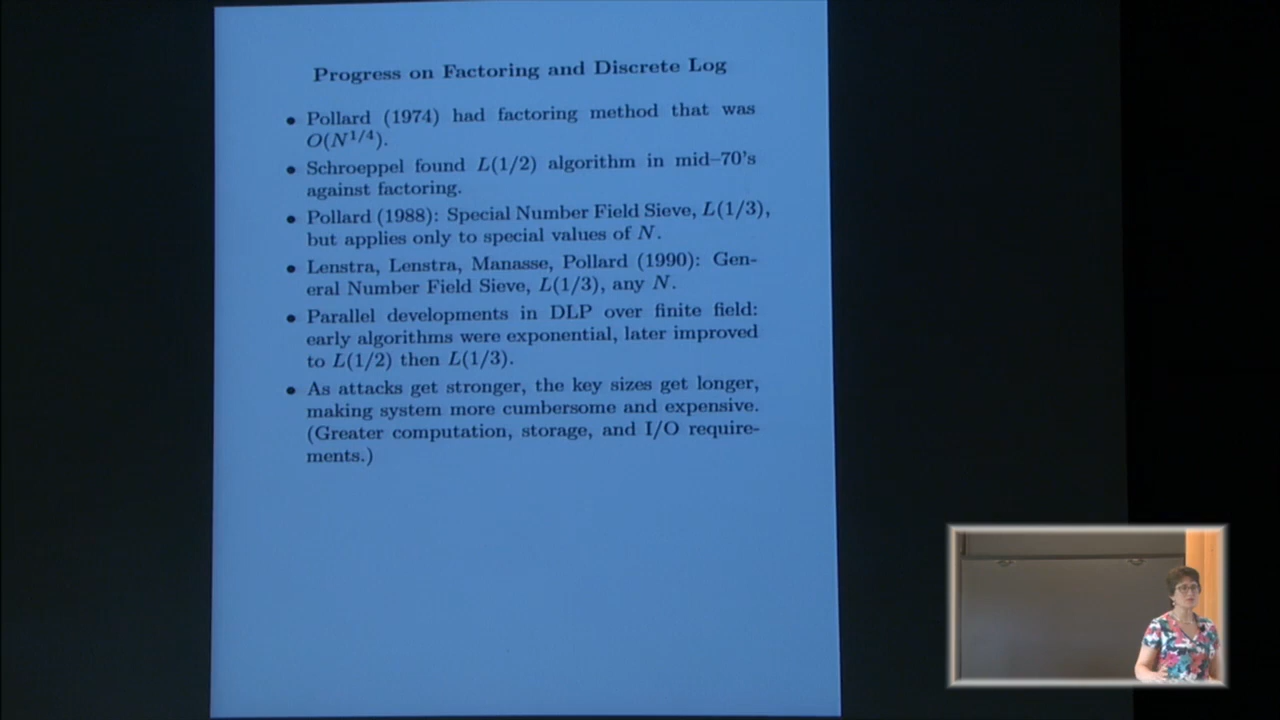 Progress on Factoring and Discrete Log
• Pollard (1974) had factoring method that was
O(N^{1/4}).
• Schroeppel found L(1/2) algorithm in mid–70's
against factoring.
• Pollard (1988): Special Number Field Sieve, L(1/3),
but applies only to special values of N.
• Lenstra, Lenstra, Manasse, Pollard (1990): Gen-
eral Number Field Sieve, L(1/3), any N.
• Parallel developments in DLP over finite field:
early algorithms were exponential, later improved
to L(1/2) then L(1/3).
• As attacks get stronger, the key sizes get longer,
making system more cumbersome and expensive.
(Greater computation, storage, and I/O require-
ments.)